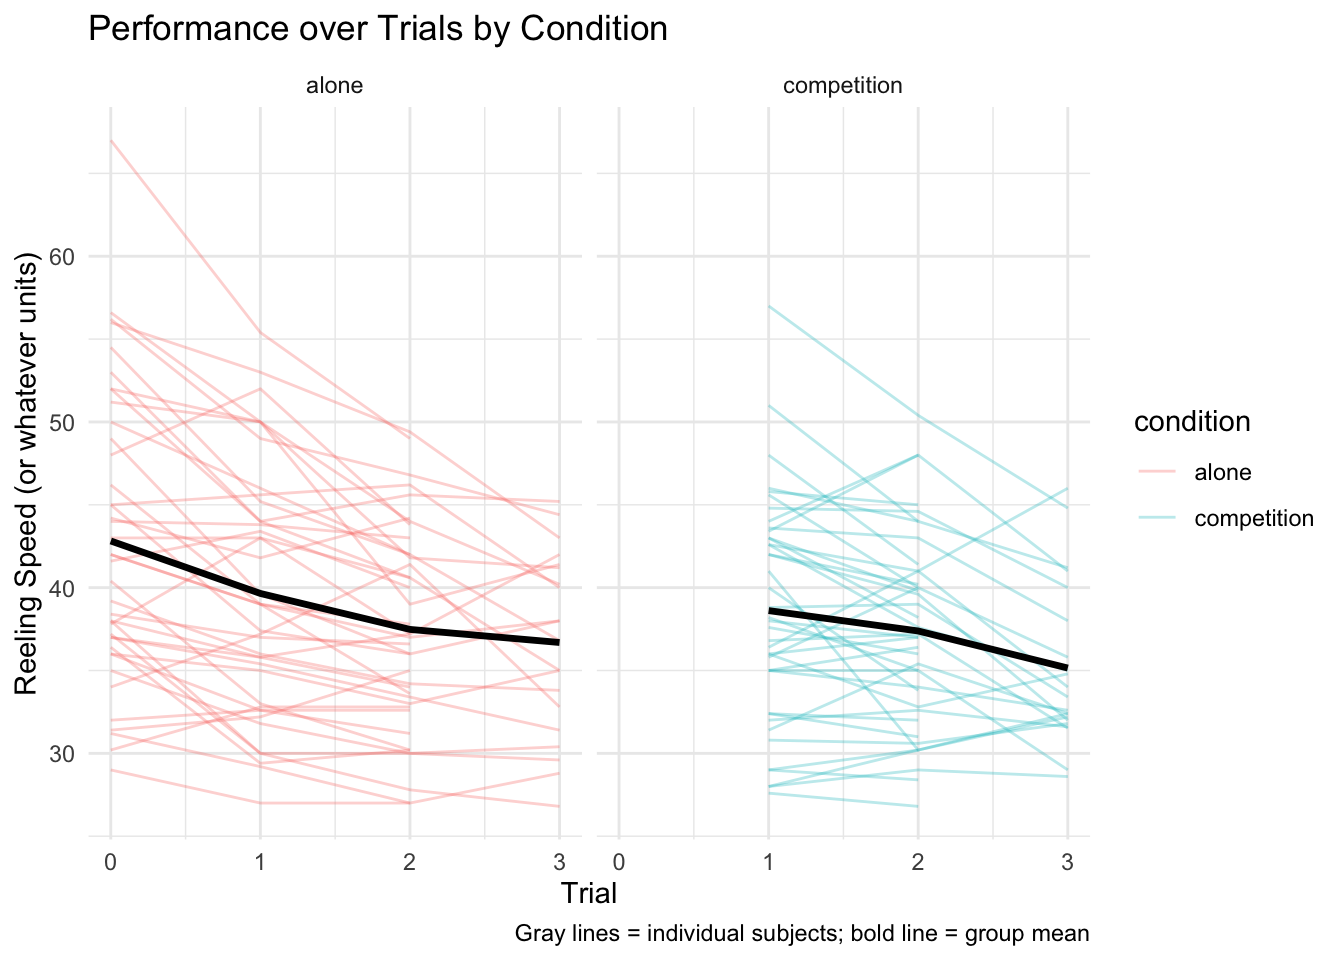 Performance over Trials by Condition
alone
competition
Reeling Speed (or whatever units)
60
50
40
30
0
1
2
3
0
1
2
3
Trial
condition
alone
competition
Gray lines = individual subjects; bold line = group mean